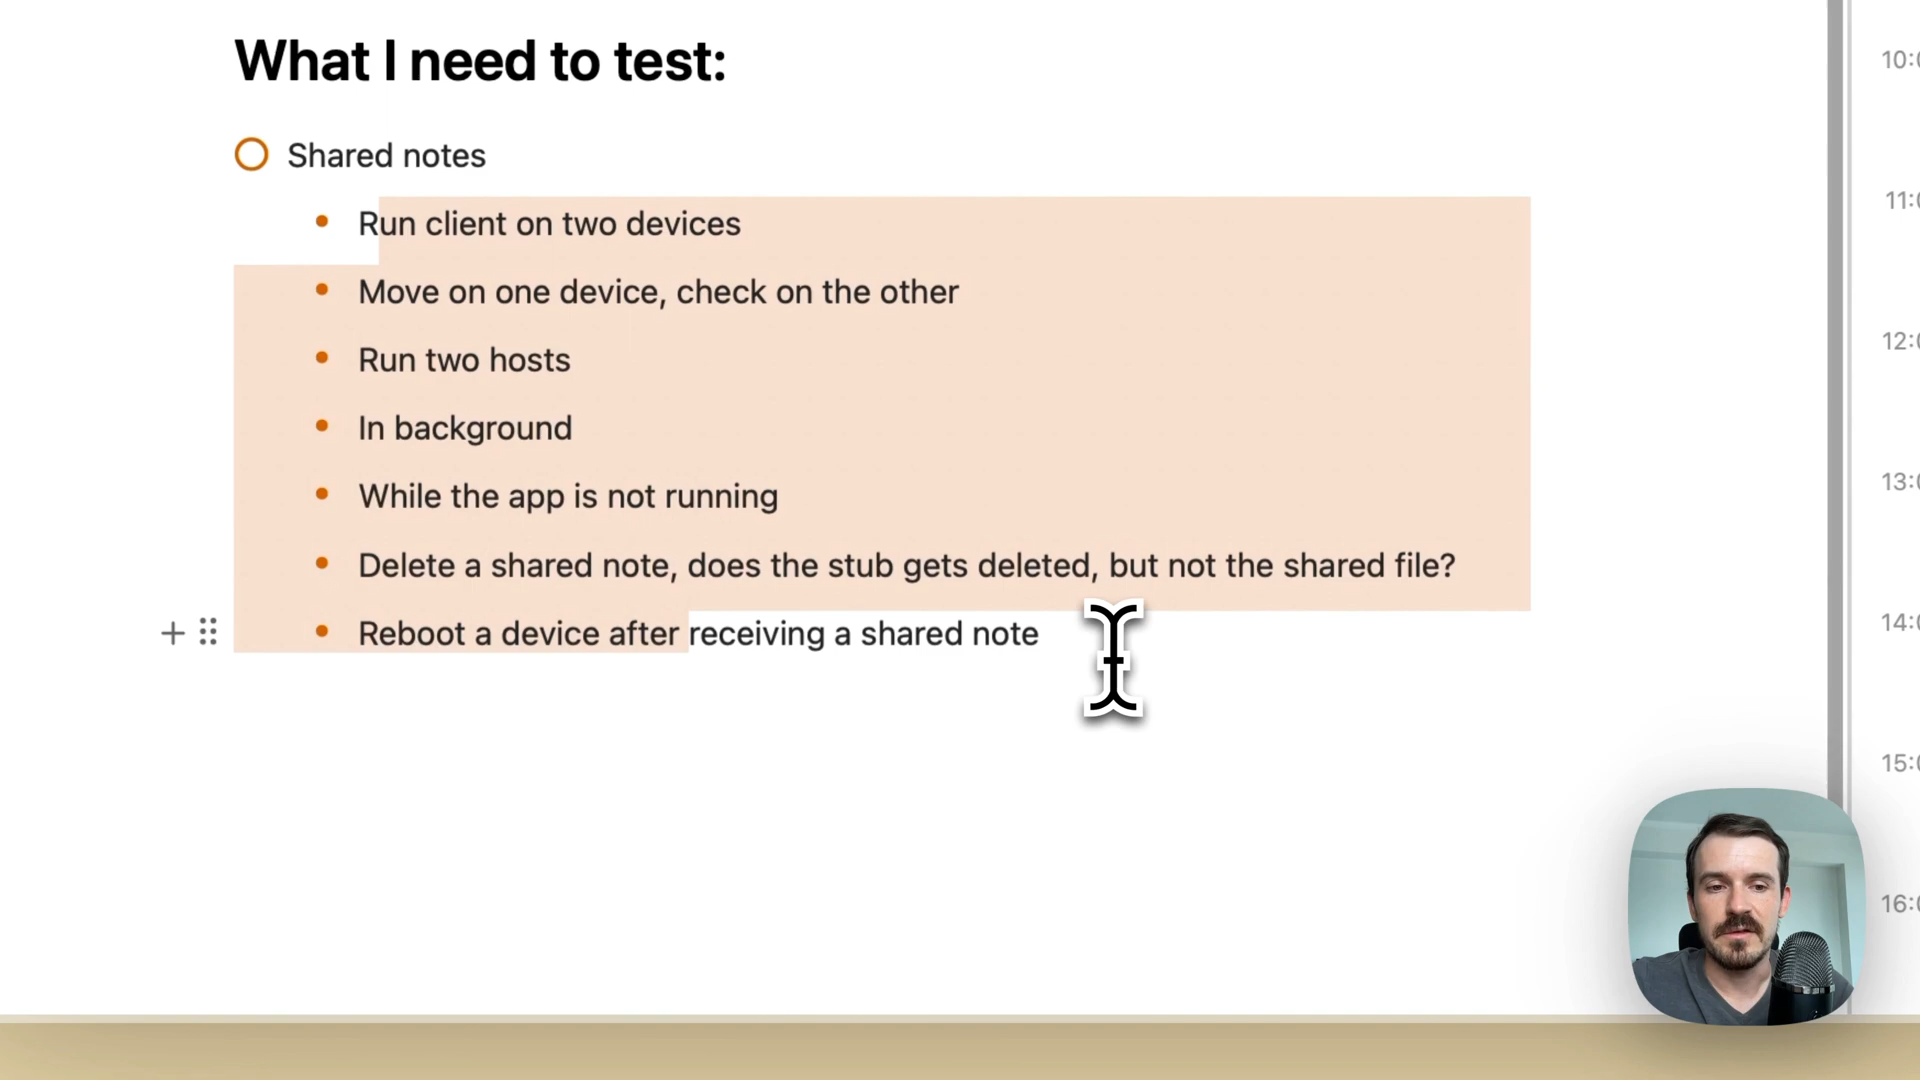 What I need to test:
Shared notes
Run client on two devices
Move on one device, check on the other
Run two hosts
In background
While the app is not running
Delete a shared note, does the stub gets deleted, but not the shared file?
Reboot a device after receiving a shared note
10:0
11:0
12:0
13:0
14:0
15:0
16:0